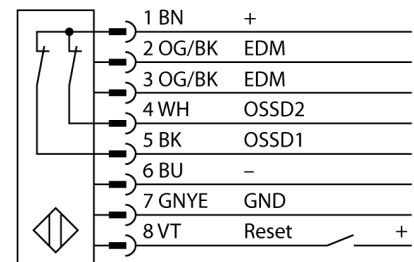 1 BN +
2 OG/BK EDM
3 OG/BK EDM
4 WH OSSD2
5 BK OSSD1
6 BU –
7 GNYE GND
8 VT Reset +